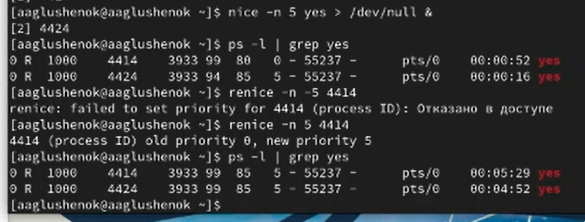 [aaglushenok@aaglushenok ~]$ nice -n 5 yes > /dev/null &
[2] 4424
[aaglushenok@aaglushenok ~]$ ps -l | grep yes
0 R  1000    4414    3933 99  80   0 - 55237 -      pts/0    00:00:52 yes
0 R  1000    4424    3933 94  85   5 - 55237 -      pts/0    00:00:16 yes
[aaglushenok@aaglushenok ~]$ renice -n -5 4414
renice: failed to set priority for 4414 (process ID): Отказано в доступе
[aaglushenok@aaglushenok ~]$ renice -n 5 4414
4414 (process ID) old priority 0, new priority 5
[aaglushenok@aaglushenok ~]$ ps -l | grep yes
0 R  1000    4414    3933 99  85   5 - 55237 -      pts/0    00:05:29 yes
0 R  1000    4424    3933 99  85   5 - 55237 -      pts/0    00:04:52 yes
[aaglushenok@aaglushenok ~]$